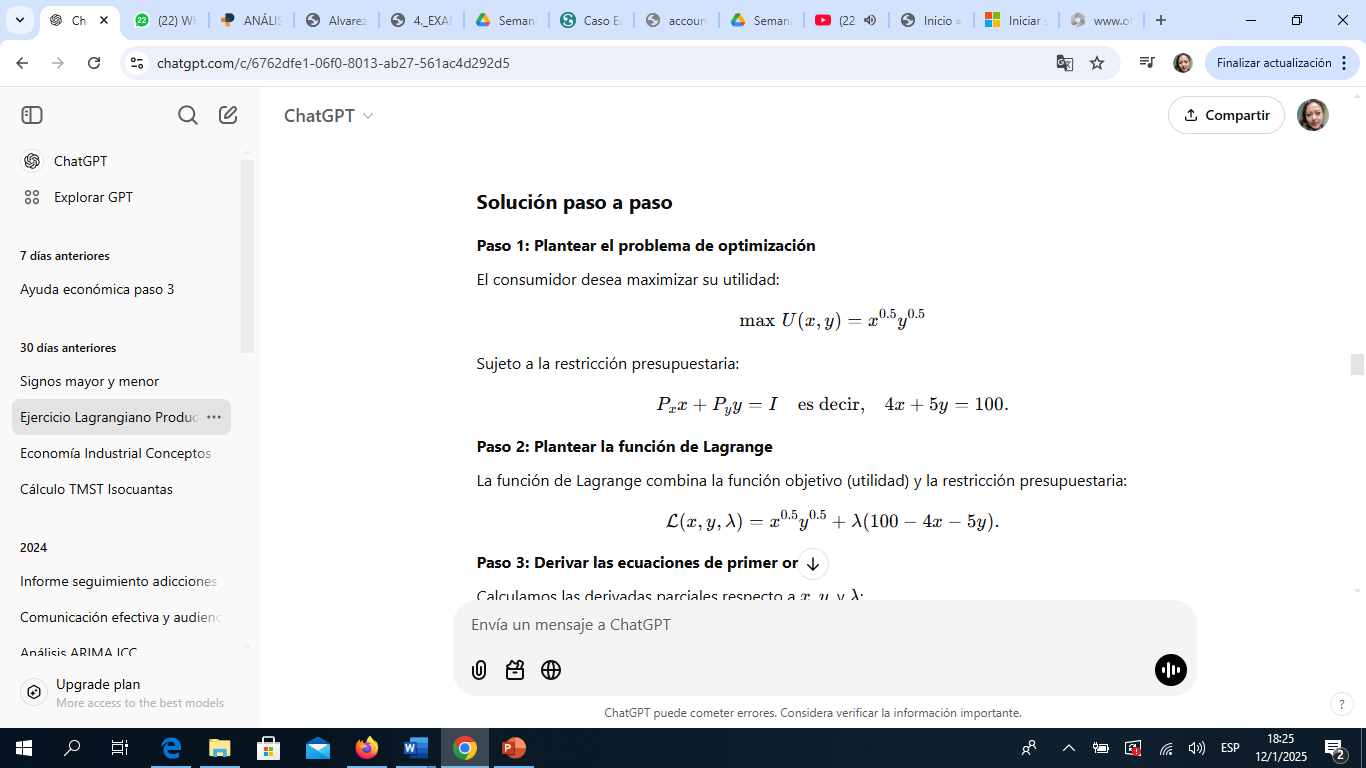 Ch
(22) Wh
ANÁLIS
Alvarez
4._EXA
Semana
Caso Ea
accoun
Semana
(22
Inicio »
Iniciar s
www.o
chatgpt.com/c/6762dfe1-06f0-8013-ab27-561ac4d292d5
Finalizar actualización
ChatGPT
Compartir
ChatGPT
Explorar GPT
7 días anteriores
Ayuda económica paso 3
30 días anteriores
Signos mayor y menor
Ejercicio Lagrangiano Produc
Economía Industrial Conceptos
Cálculo TMST Isocuantas
2024
Informe seguimiento adicciones
Comunicación efectiva y audienc
Análisis ARIMA ICC
Upgrade plan
More access to the best models
Solución paso a paso
Paso 1: Plantear el problema de optimización
El consumidor desea maximizar su utilidad:
max U(x, y) = x^0.5 y^0.5
Sujeto a la restricción presupuestaria:
P_x x + P_y y = I es decir, 4x + 5y = 100.
Paso 2: Plantear la función de Lagrange
La función de Lagrange combina la función objetivo (utilidad) y la restricción presupuestaria:
ℒ(x, y, λ) = x^0.5 y^0.5 + λ(100 − 4x − 5y).
Paso 3: Derivar las ecuaciones de primer or
Calculamos las derivadas parciales respecto a x, y, y λ:
Envía un mensaje a ChatGPT
ChatGPT puede cometer errores. Considera verificar la información importante.
?
ESP
18:25
12/1/2025
2